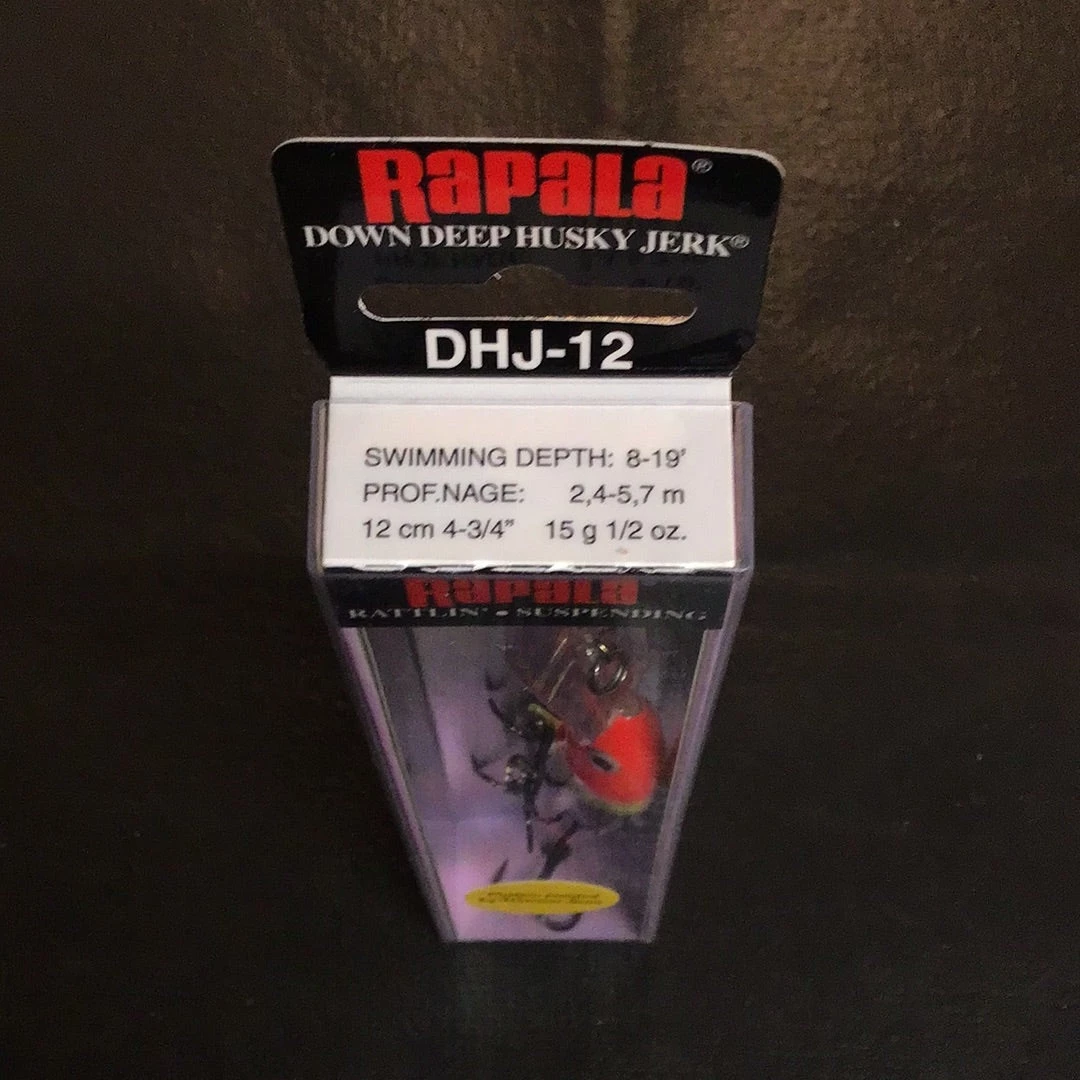 RAPALA®
DOWN DEEP HUSKY JERK®
DHJ-12
SWIMMING DEPTH: 8-19'
PROF.NAGE: 2,4-5,7 m
12 cm 4-3/4" 15 g 1/2 oz.
RAPALA
RATTLIN' • SUSPENDING